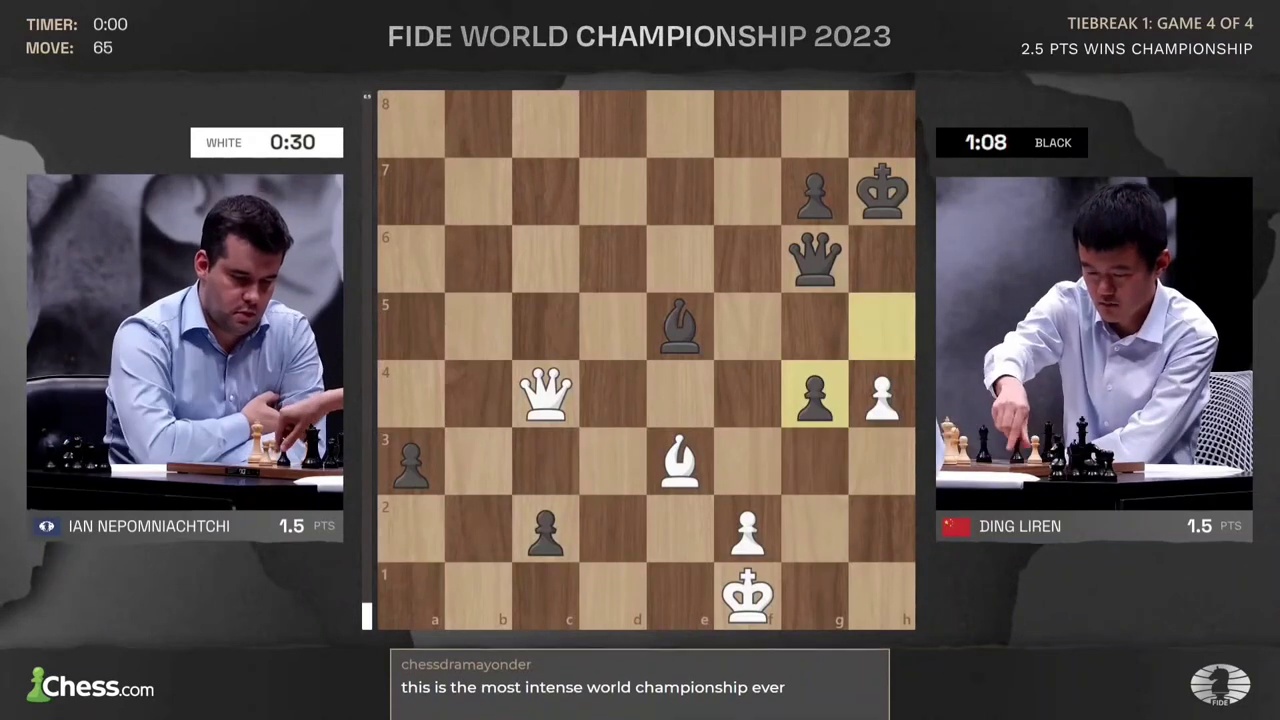 TIMER: 0:00
MOVE: 65
FIDE WORLD CHAMPIONSHIP 2023
TIEBREAK 1: GAME 4 OF 4
2.5 PTS WINS CHAMPIONSHIP
WHITE 0:30
1:08 BLACK
8
7
6
5
4
3
2
1
a b c d e f g h
IAN NEPOMNIACHTCHI 1.5 PTS
DING LIREN 1.5 PTS
chessdramayonder
this is the most intense world championship ever
Chess.com
FIDE